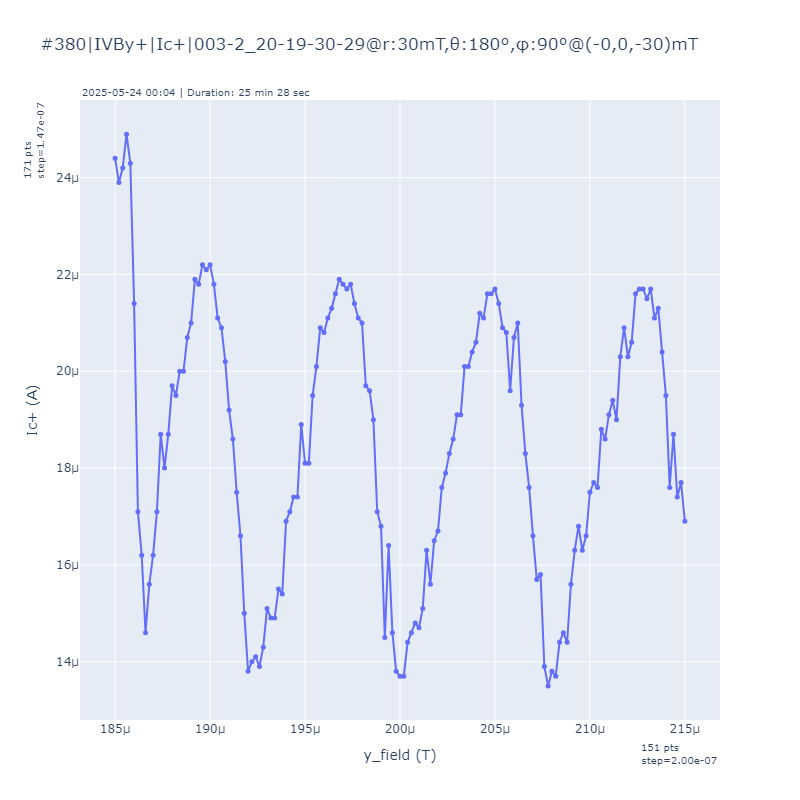 #380|IVBy+|Ic+|003-2_20-19-30-29@r:30mT,θ:180°,φ:90°@(-0,0,-30)mT
2025-05-24 00:04 | Duration: 25 min 28 sec
171 pts
step=1.47e-07
24μ
22μ
20μ
18μ
16μ
14μ
Ic+ (A)
185μ 190μ 195μ 200μ 205μ 210μ 215μ
y_field (T)
151 pts
step=2.00e-07